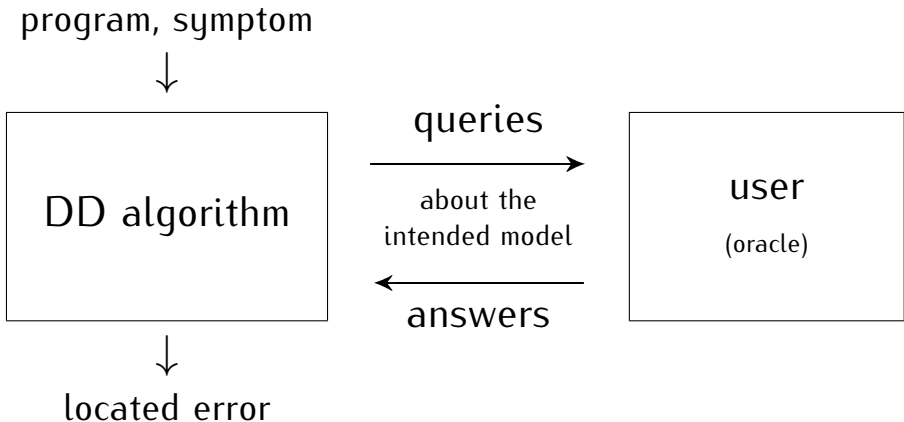 program, symptom
DD algorithm
queries
about the
intended model
answers
user
(oracle)
located error